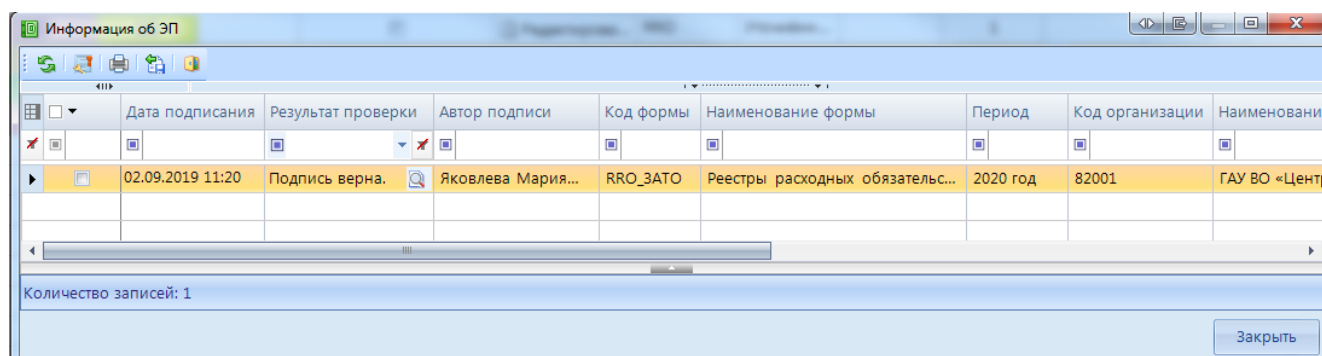 Информация об ЭП
Дата подписания Результат проверки Автор подписи Код формы Наименование формы Период Код организации Наименовани
02.09.2019 11:20 Подпись верна. Яковлева Мария... RRO_ЗАТО Реестры расходных обязательс... 2020 год 82001 ГАУ ВО «Цент
Количество записей: 1
Закрыть